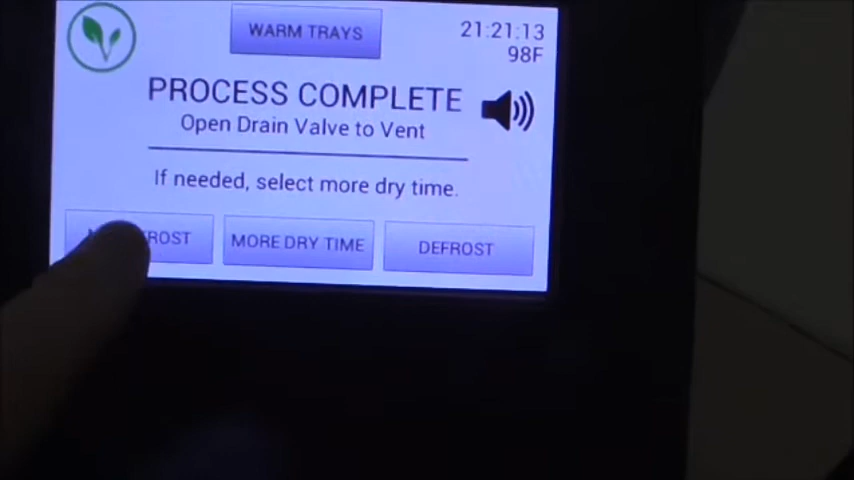 WARM TRAYS
21:21:13
98F
PROCESS COMPLETE
Open Drain Valve to Vent
If needed, select more dry time.
MORE DRY TIME
DEFROST